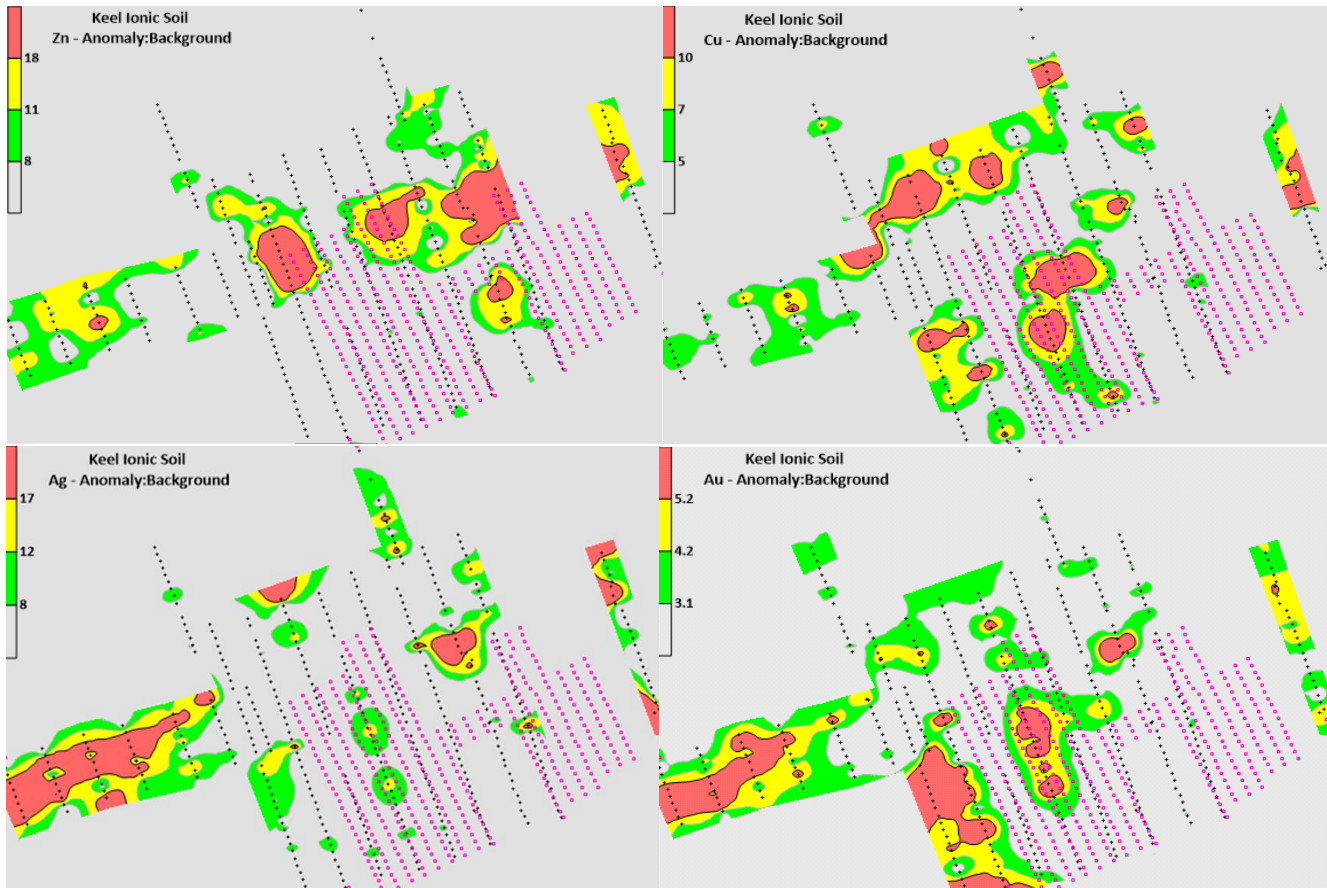 Keel Ionic Soil
Zn - Anomaly:Background
18
11
8
Keel Ionic Soil
Cu - Anomaly:Background
10
7
5
Keel Ionic Soil
Ag - Anomaly:Background
17
12
8
Keel Ionic Soil
Au - Anomaly:Background
5.2
4.2
3.1